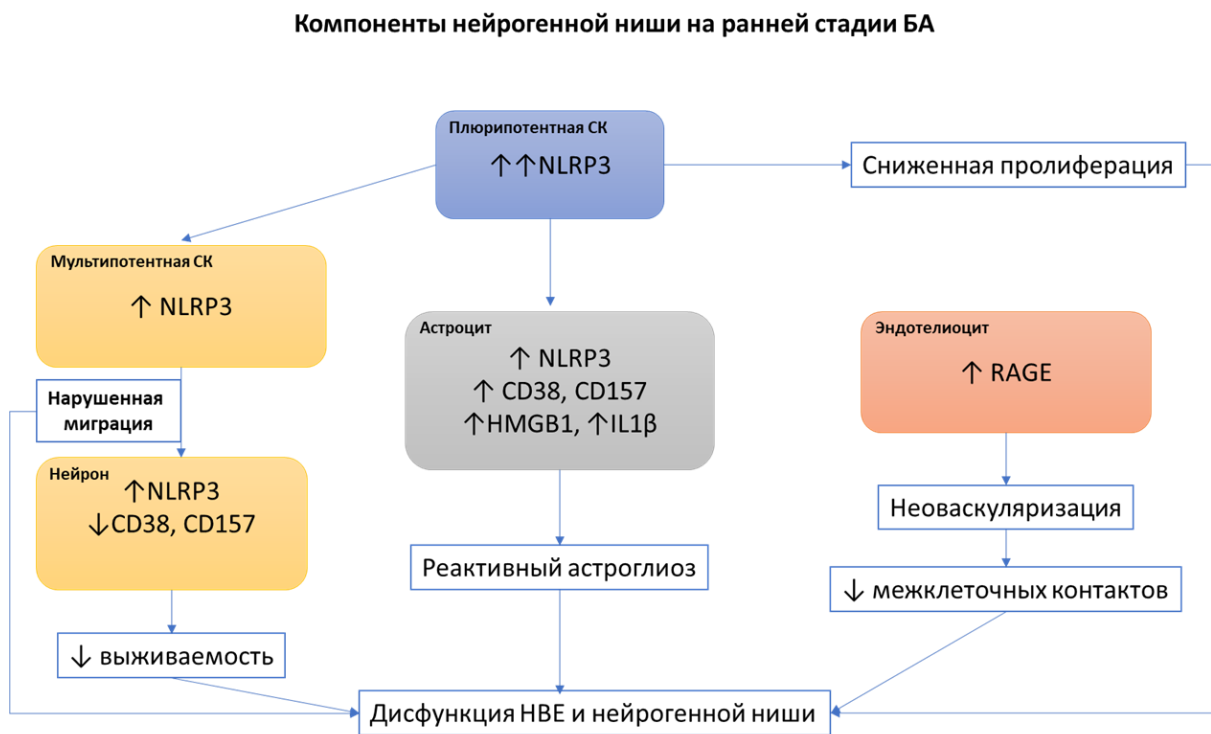 Компоненты нейрогенной ниши на ранней стадии БА
Плюрипотентная СК
↑↑NLRP3
Сниженная пролиферация
Мультипотентная СК
↑ NLRP3
Астроцит
↑ NLRP3
↑ CD38, CD157
↑HMGB1, ↑IL1β
Эндотелиоцит
↑ RAGE
Нарушенная
миграция
Нейрон
↑NLRP3
↓CD38, CD157
Неоваскуляризация
Реактивный астроглиоз
↓ межклеточных контактов
↓ выживаемость
Дисфункция НВЕ и нейрогенной ниши